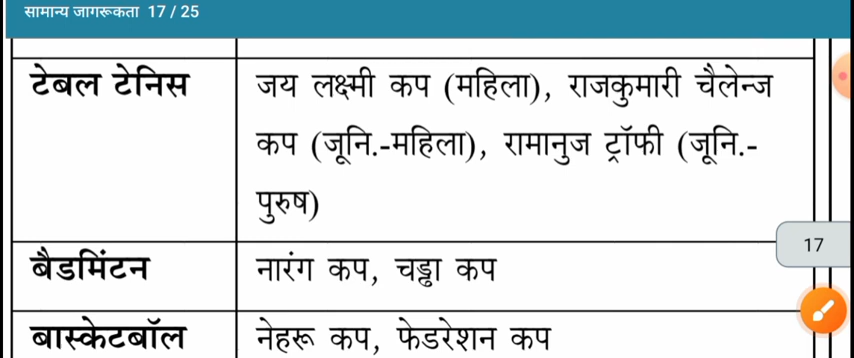 सामान्य जागरूकता 17 / 25
टेबल टेनिस
जय लक्ष्मी कप (महिला), राजकुमारी चैलेन्ज
कप (जूनि.-महिला), रामानुज ट्रॉफी (जूनि.-
पुरुष)
17
बैडमिंटन
नारंग कप, चड्ढा कप
बास्केटबॉल
नेहरू कप, फेडरेशन कप